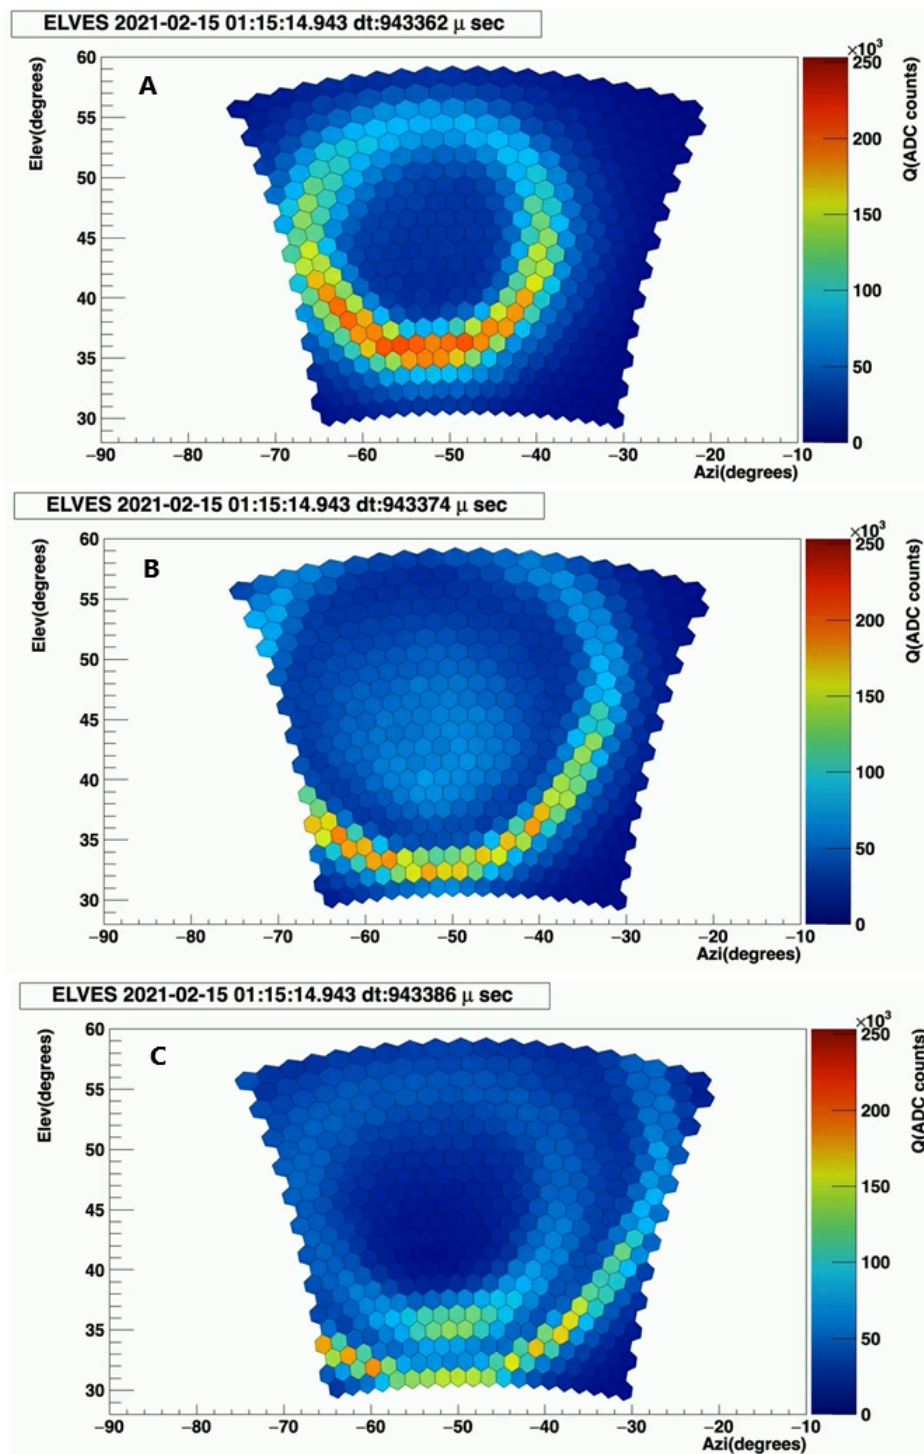 ELVES 2021-02-15 01:15:14.943 dt:943362 μ sec
A
Elev(degrees)
60
55
50
45
40
35
30
−90 −80 −70 −60 −50 −40 −30 −20 −10
Azi(degrees)
×10³
250
200
150
100
50
0
Q(ADC counts)
ELVES 2021-02-15 01:15:14.943 dt:943374 μ sec
B
Elev(degrees)
60
55
50
45
40
35
30
−90 −80 −70 −60 −50 −40 −30 −20 −10
Azi(degrees)
×10³
250
200
150
100
50
0
Q(ADC counts)
ELVES 2021-02-15 01:15:14.943 dt:943386 μ sec
C
Elev(degrees)
60
55
50
45
40
35
30
−90 −80 −70 −60 −50 −40 −30 −20 −10
Azi(degrees)
×10³
250
200
150
100
50
0
Q(ADC counts)